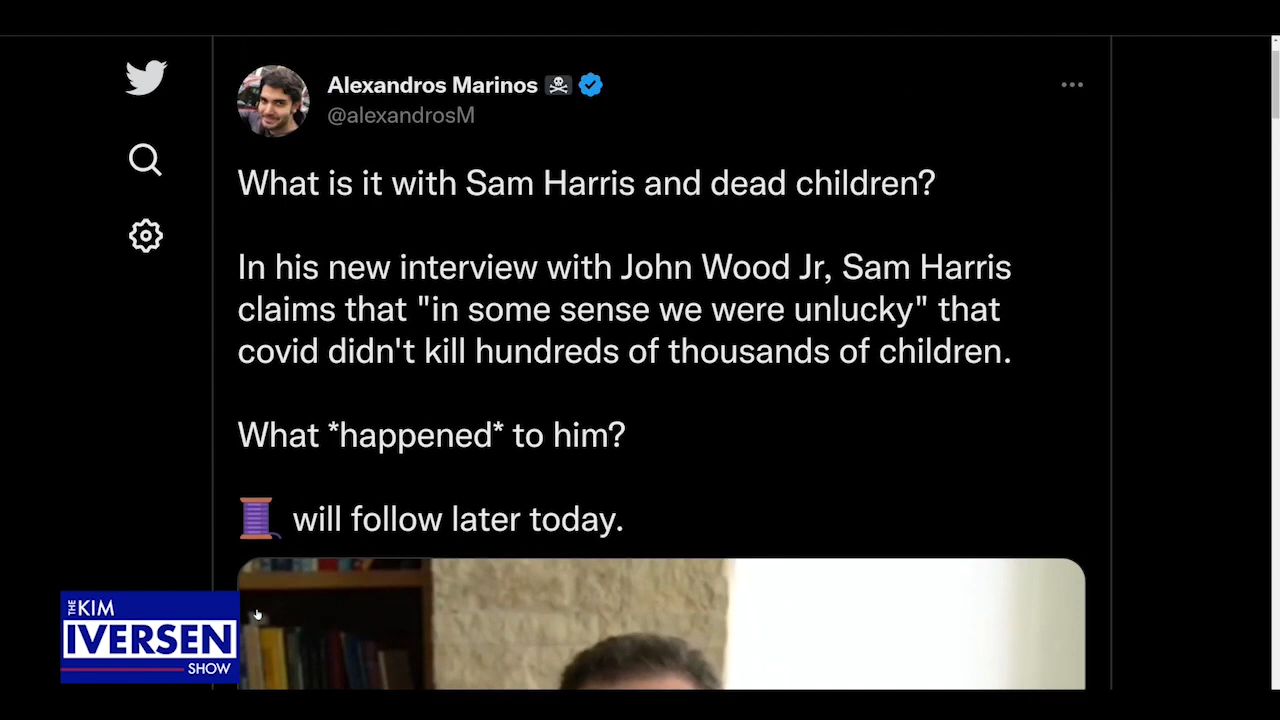 Alexandros Marinos
@alexandrosM
What is it with Sam Harris and dead children?
In his new interview with John Wood Jr, Sam Harris
claims that "in some sense we were unlucky" that
covid didn't kill hundreds of thousands of children.
What *happened* to him?
will follow later today.
THE KIM
IVERSEN
SHOW